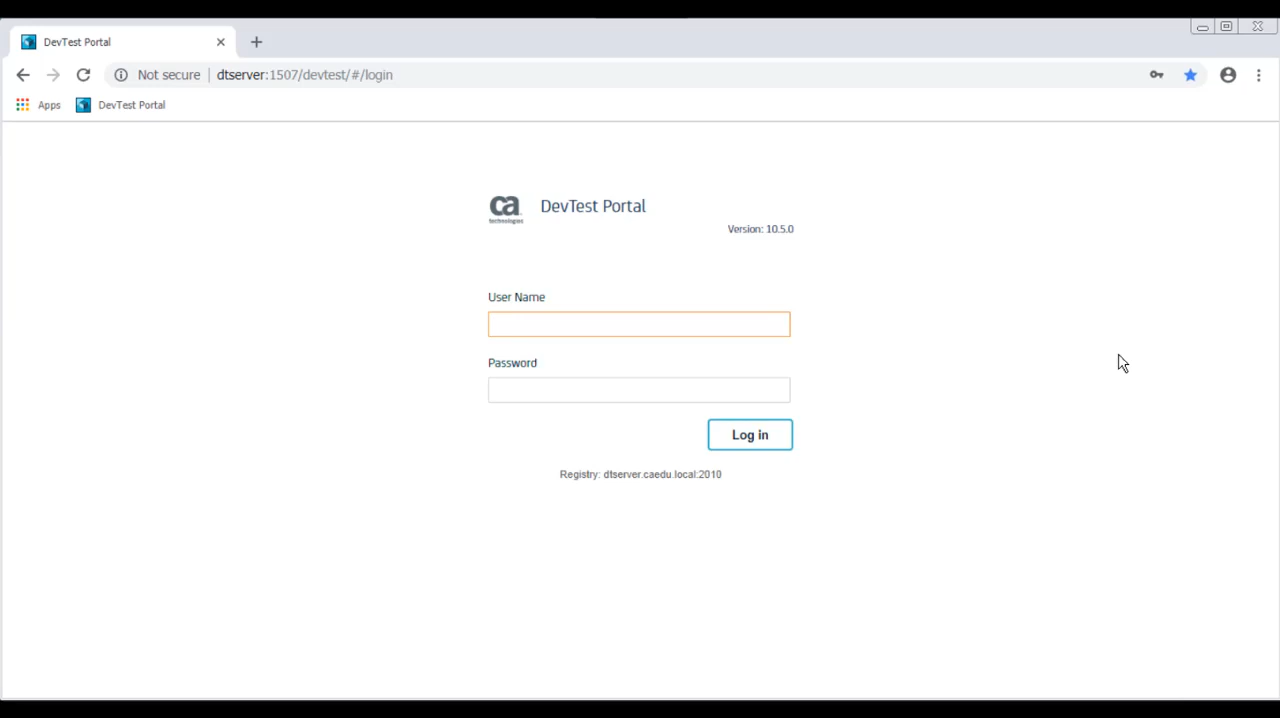 DevTest Portal
Not secure dtserver:1507/devtest/#/login
Apps DevTest Portal
ca technologies
DevTest Portal
Version: 10.5.0
User Name
Password
Log in
Registry: dtserver.caedu.local:2010